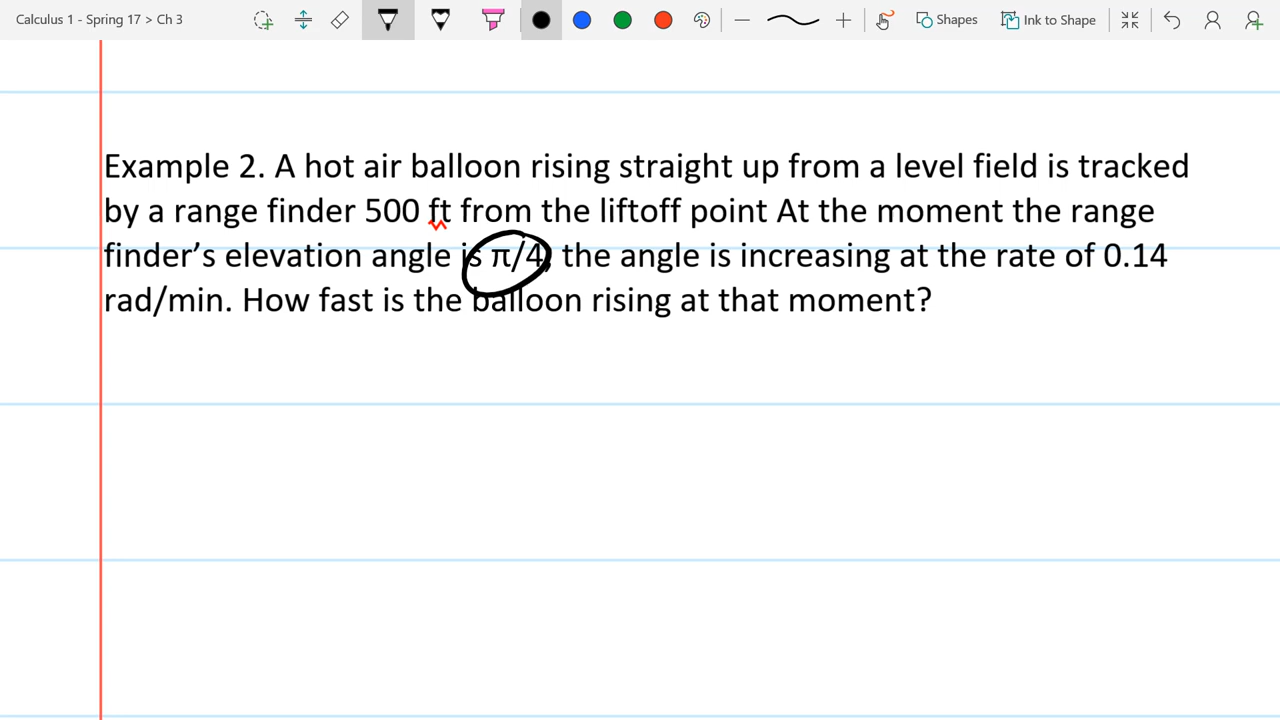 Calculus 1 - Spring 17 > Ch 3
Shapes
Ink to Shape
Example 2. A hot air balloon rising straight up from a level field is tracked
by a range finder 500 ft from the liftoff point At the moment the range
finder’s elevation angle is π/4, the angle is increasing at the rate of 0.14
rad/min. How fast is the balloon rising at that moment?